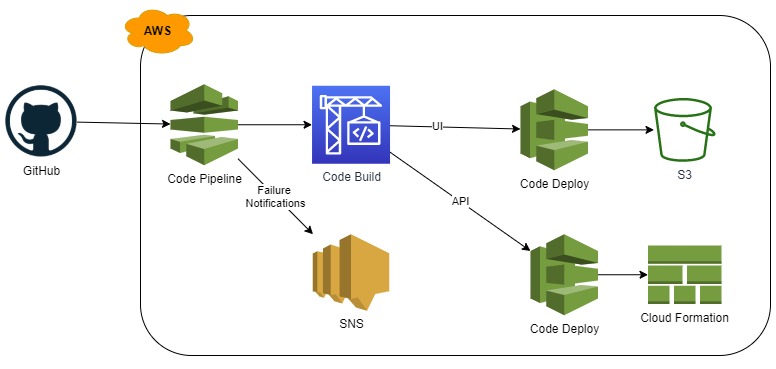 AWS
GitHub
Code Pipeline
Code Build
UI
Code Deploy
S3
Failure
Notifications
API
SNS
Code Deploy
Cloud Formation